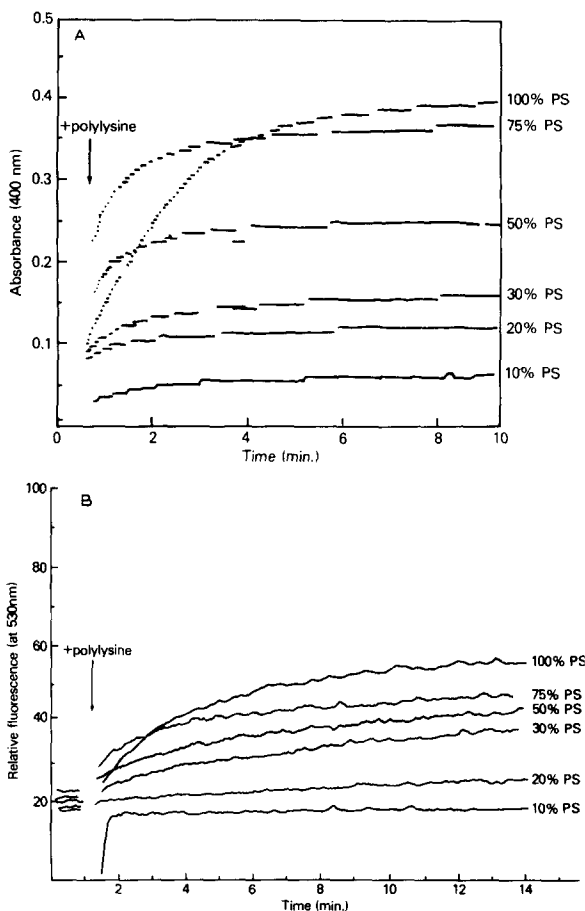 A
0.5
0.4
0.3
0.2
0.1
0
Absorbance (400 nm)
+polylysine
100% PS
75% PS
50% PS
30% PS
20% PS
10% PS
0 2 4 6 8 10
Time (min.)
B
100
80
60
40
20
Relative fluorescence (at 530nm)
+polylysine
100% PS
75% PS
50% PS
30% PS
20% PS
10% PS
2 4 6 8 10 12 14
Time (min.)